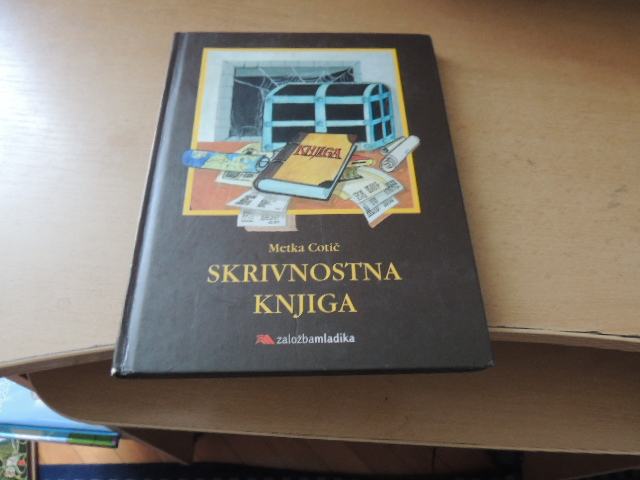 KNJIGA
Metka Cotič
SKRIVNOSTNA
KNJIGA
založbamladika